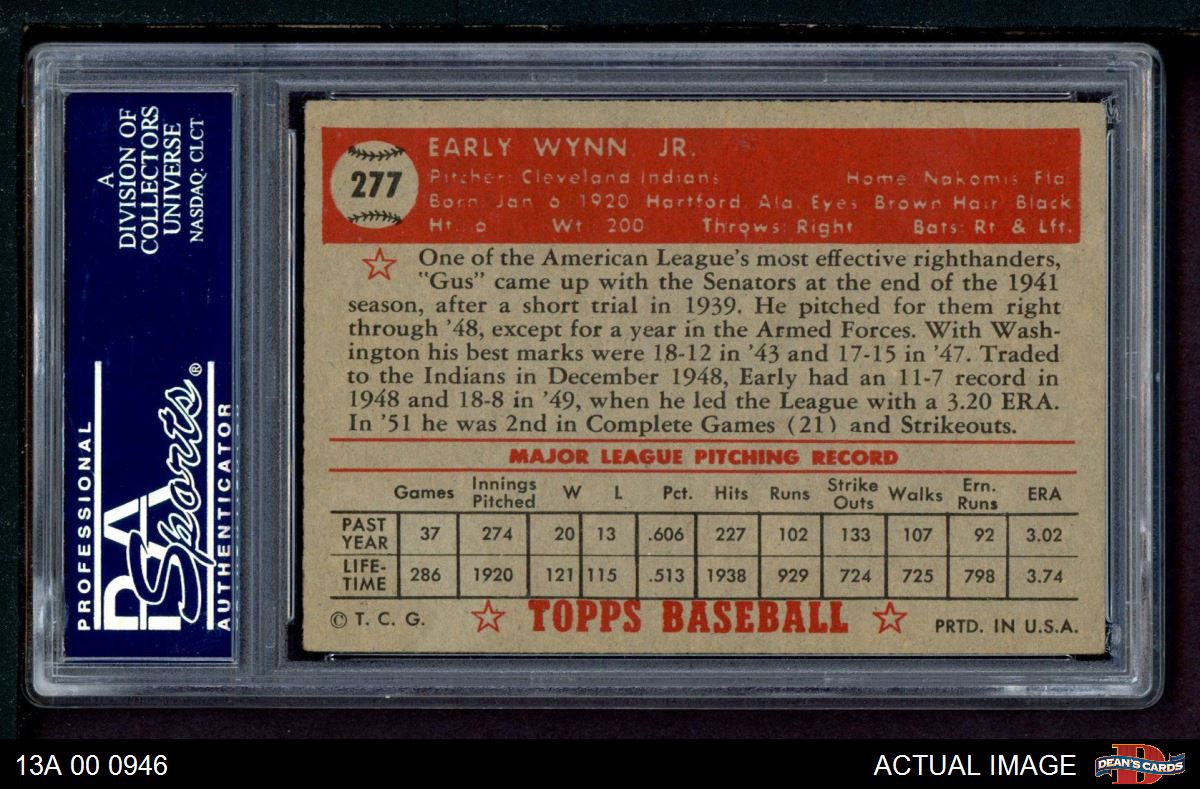 A
DIVISION OF
COLLECTORS
UNIVERSE
NASDAQ: CLCT
PROFESSIONAL
PSA
Sports®
AUTHENTICATOR
277
EARLY WYNN, JR.
Pitcher: Cleveland Indians Home: Nakomis, Fla.
Born: Jan. 6, 1920 Hartford, Ala. Eyes: Brown Hair: Black
Ht.: 6 Wt.: 200 Throws: Right Bats: Rt. & Lft.
One of the American League's most effective righthanders,
"Gus" came up with the Senators at the end of the 1941
season, after a short trial in 1939. He pitched for them right
through '48, except for a year in the Armed Forces. With Wash-
ington his best marks were 18-12 in '43 and 17-15 in '47. Traded
to the Indians in December 1948, Early had an 11-7 record in
1948 and 18-8 in '49, when he led the League with a 3.20 ERA.
In '51 he was 2nd in Complete Games (21) and Strikeouts.
MAJOR LEAGUE PITCHING RECORD
Games Innings Pitched W L Pct. Hits Runs Strike Outs Walks Ern. Runs ERA
PAST YEAR 37 274 20 13 .606 227 102 133 107 92 3.02
LIFE-TIME 286 1920 121 115 .513 1938 929 724 725 798 3.74
© T. C. G. TOPPS BASEBALL PRTD. IN U.S.A.
13A 00 0946 ACTUAL IMAGE DEAN'S CARDS